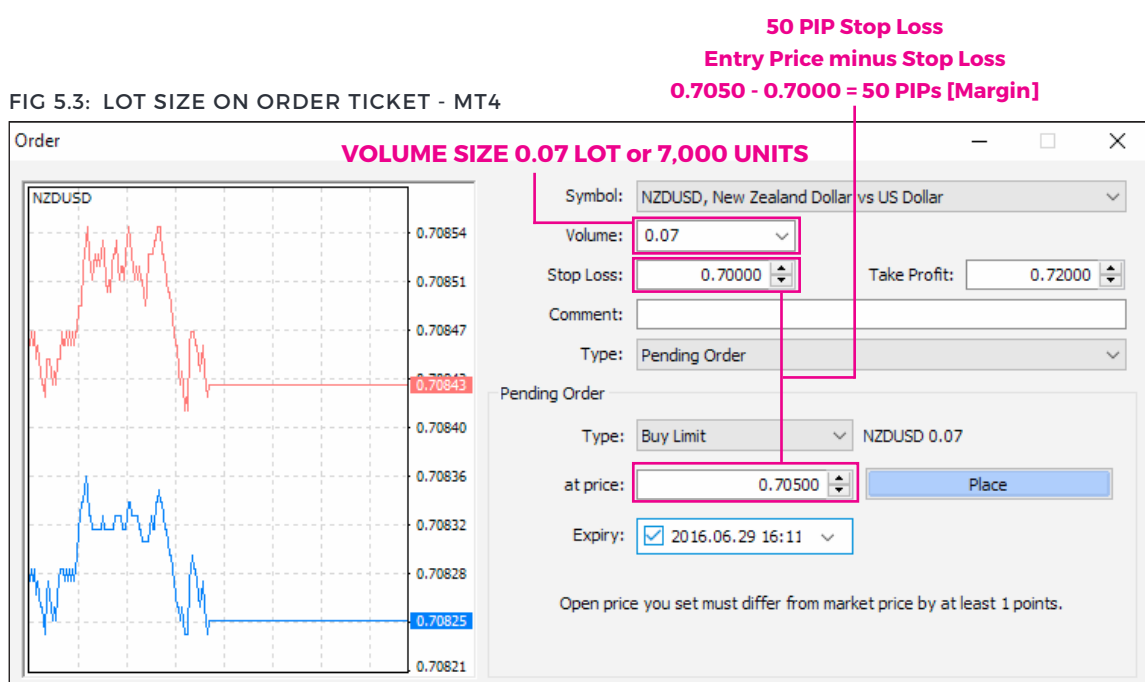 50 PIP Stop Loss
Entry Price minus Stop Loss
0.7050 - 0.7000 = 50 PIPs [Margin]
FIG 5.3: LOT SIZE ON ORDER TICKET - MT4
Order
VOLUME SIZE 0.07 LOT or 7,000 UNITS
NZDUSD
0.70854
0.70851
0.70847
0.70843
0.70840
0.70836
0.70832
0.70828
0.70825
0.70821
Symbol: NZDUSD, New Zealand Dollar vs US Dollar
Volume: 0.07
Stop Loss: 0.70000 Take Profit: 0.72000
Comment:
Type: Pending Order
Pending Order
Type: Buy Limit NZDUSD 0.07
at price: 0.70500 Place
Expiry: 2016.06.29 16:11
Open price you set must differ from market price by at least 1 points.